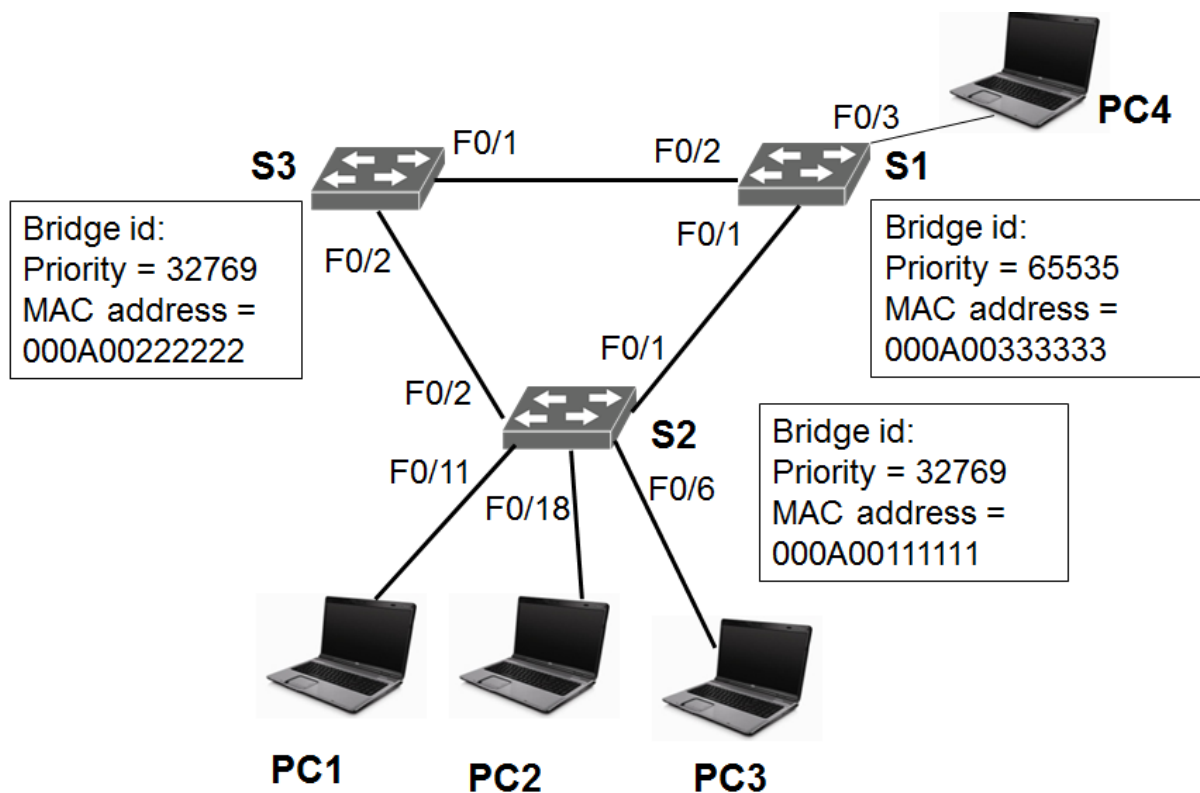 PC4
F0/3
F0/1
F0/2
S3
S1
Bridge id:
Priority = 32769
MAC address =
000A00222222
F0/2
F0/1
Bridge id:
Priority = 65535
MAC address =
000A00333333
F0/1
F0/2
S2
Bridge id:
Priority = 32769
MAC address =
000A00111111
F0/11
F0/18
F0/6
PC1
PC2
PC3